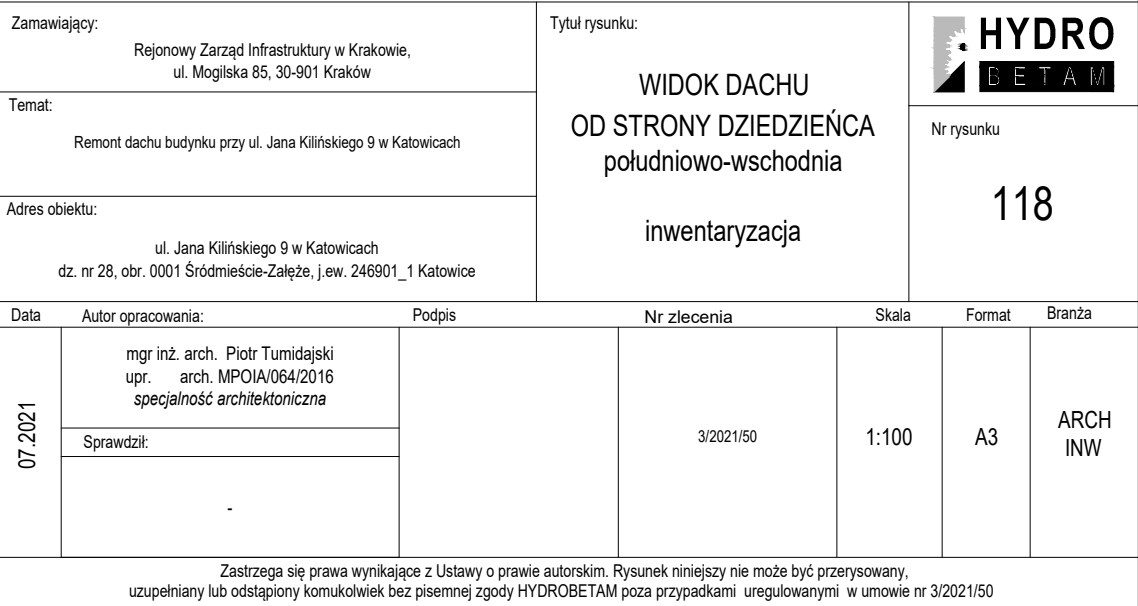 Zamawiający:
Rejonowy Zarząd Infrastruktury w Krakowie,
ul. Mogilska 85, 30-901 Kraków
Temat:
Remont dachu budynku przy ul. Jana Kilińskiego 9 w Katowicach
Adres obiektu:
ul. Jana Kilińskiego 9 w Katowicach
dz. nr 28, obr. 0001 Śródmieście-Załęże, j.ew. 246901_1 Katowice
Tytuł rysunku:
WIDOK DACHU
OD STRONY DZIEDZIEŃCA
południowo-wschodnia
inwentaryzacja
HYDRO
BETAM
Nr rysunku
118
Data
Autor opracowania:
Podpis
Nr zlecenia
Skala
Format
Branża
07.2021
mgr inż. arch. Piotr Tumidajski
upr. arch. MPOIA/064/2016
specjalność architektoniczna
Sprawdził:
-
3/2021/50
1:100
A3
ARCH
INW
Zastrzega się prawa wynikające z Ustawy o prawie autorskim. Rysunek niniejszy nie może być przerysowany,
uzupełniany lub odstąpiony komukolwiek bez pisemnej zgody HYDROBETAM poza przypadkami uregulowanymi w umowie nr 3/2021/50